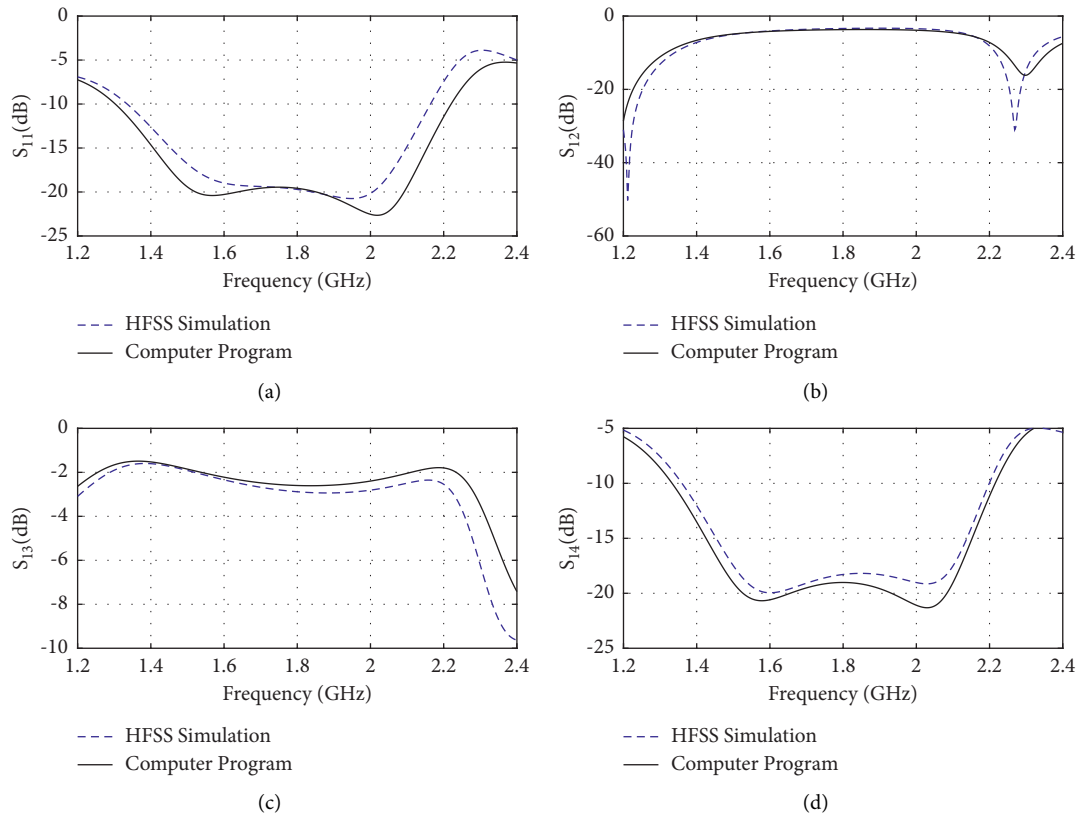 0
-5
-10
-15
-20
-25
S11(dB)
1.2 1.4 1.6 1.8 2 2.2 2.4
Frequency (GHz)
HFSS Simulation
Computer Program
(a)
0
-20
-40
-60
S12(dB)
1.2 1.4 1.6 1.8 2 2.2 2.4
Frequency (GHz)
HFSS Simulation
Computer Program
(b)
0
-2
-4
-6
-8
-10
S13(dB)
1.2 1.4 1.6 1.8 2 2.2 2.4
Frequency (GHz)
HFSS Simulation
Computer Program
(c)
-5
-10
-15
-20
-25
S14(dB)
1.2 1.4 1.6 1.8 2 2.2 2.4
Frequency (GHz)
HFSS Simulation
Computer Program
(d)